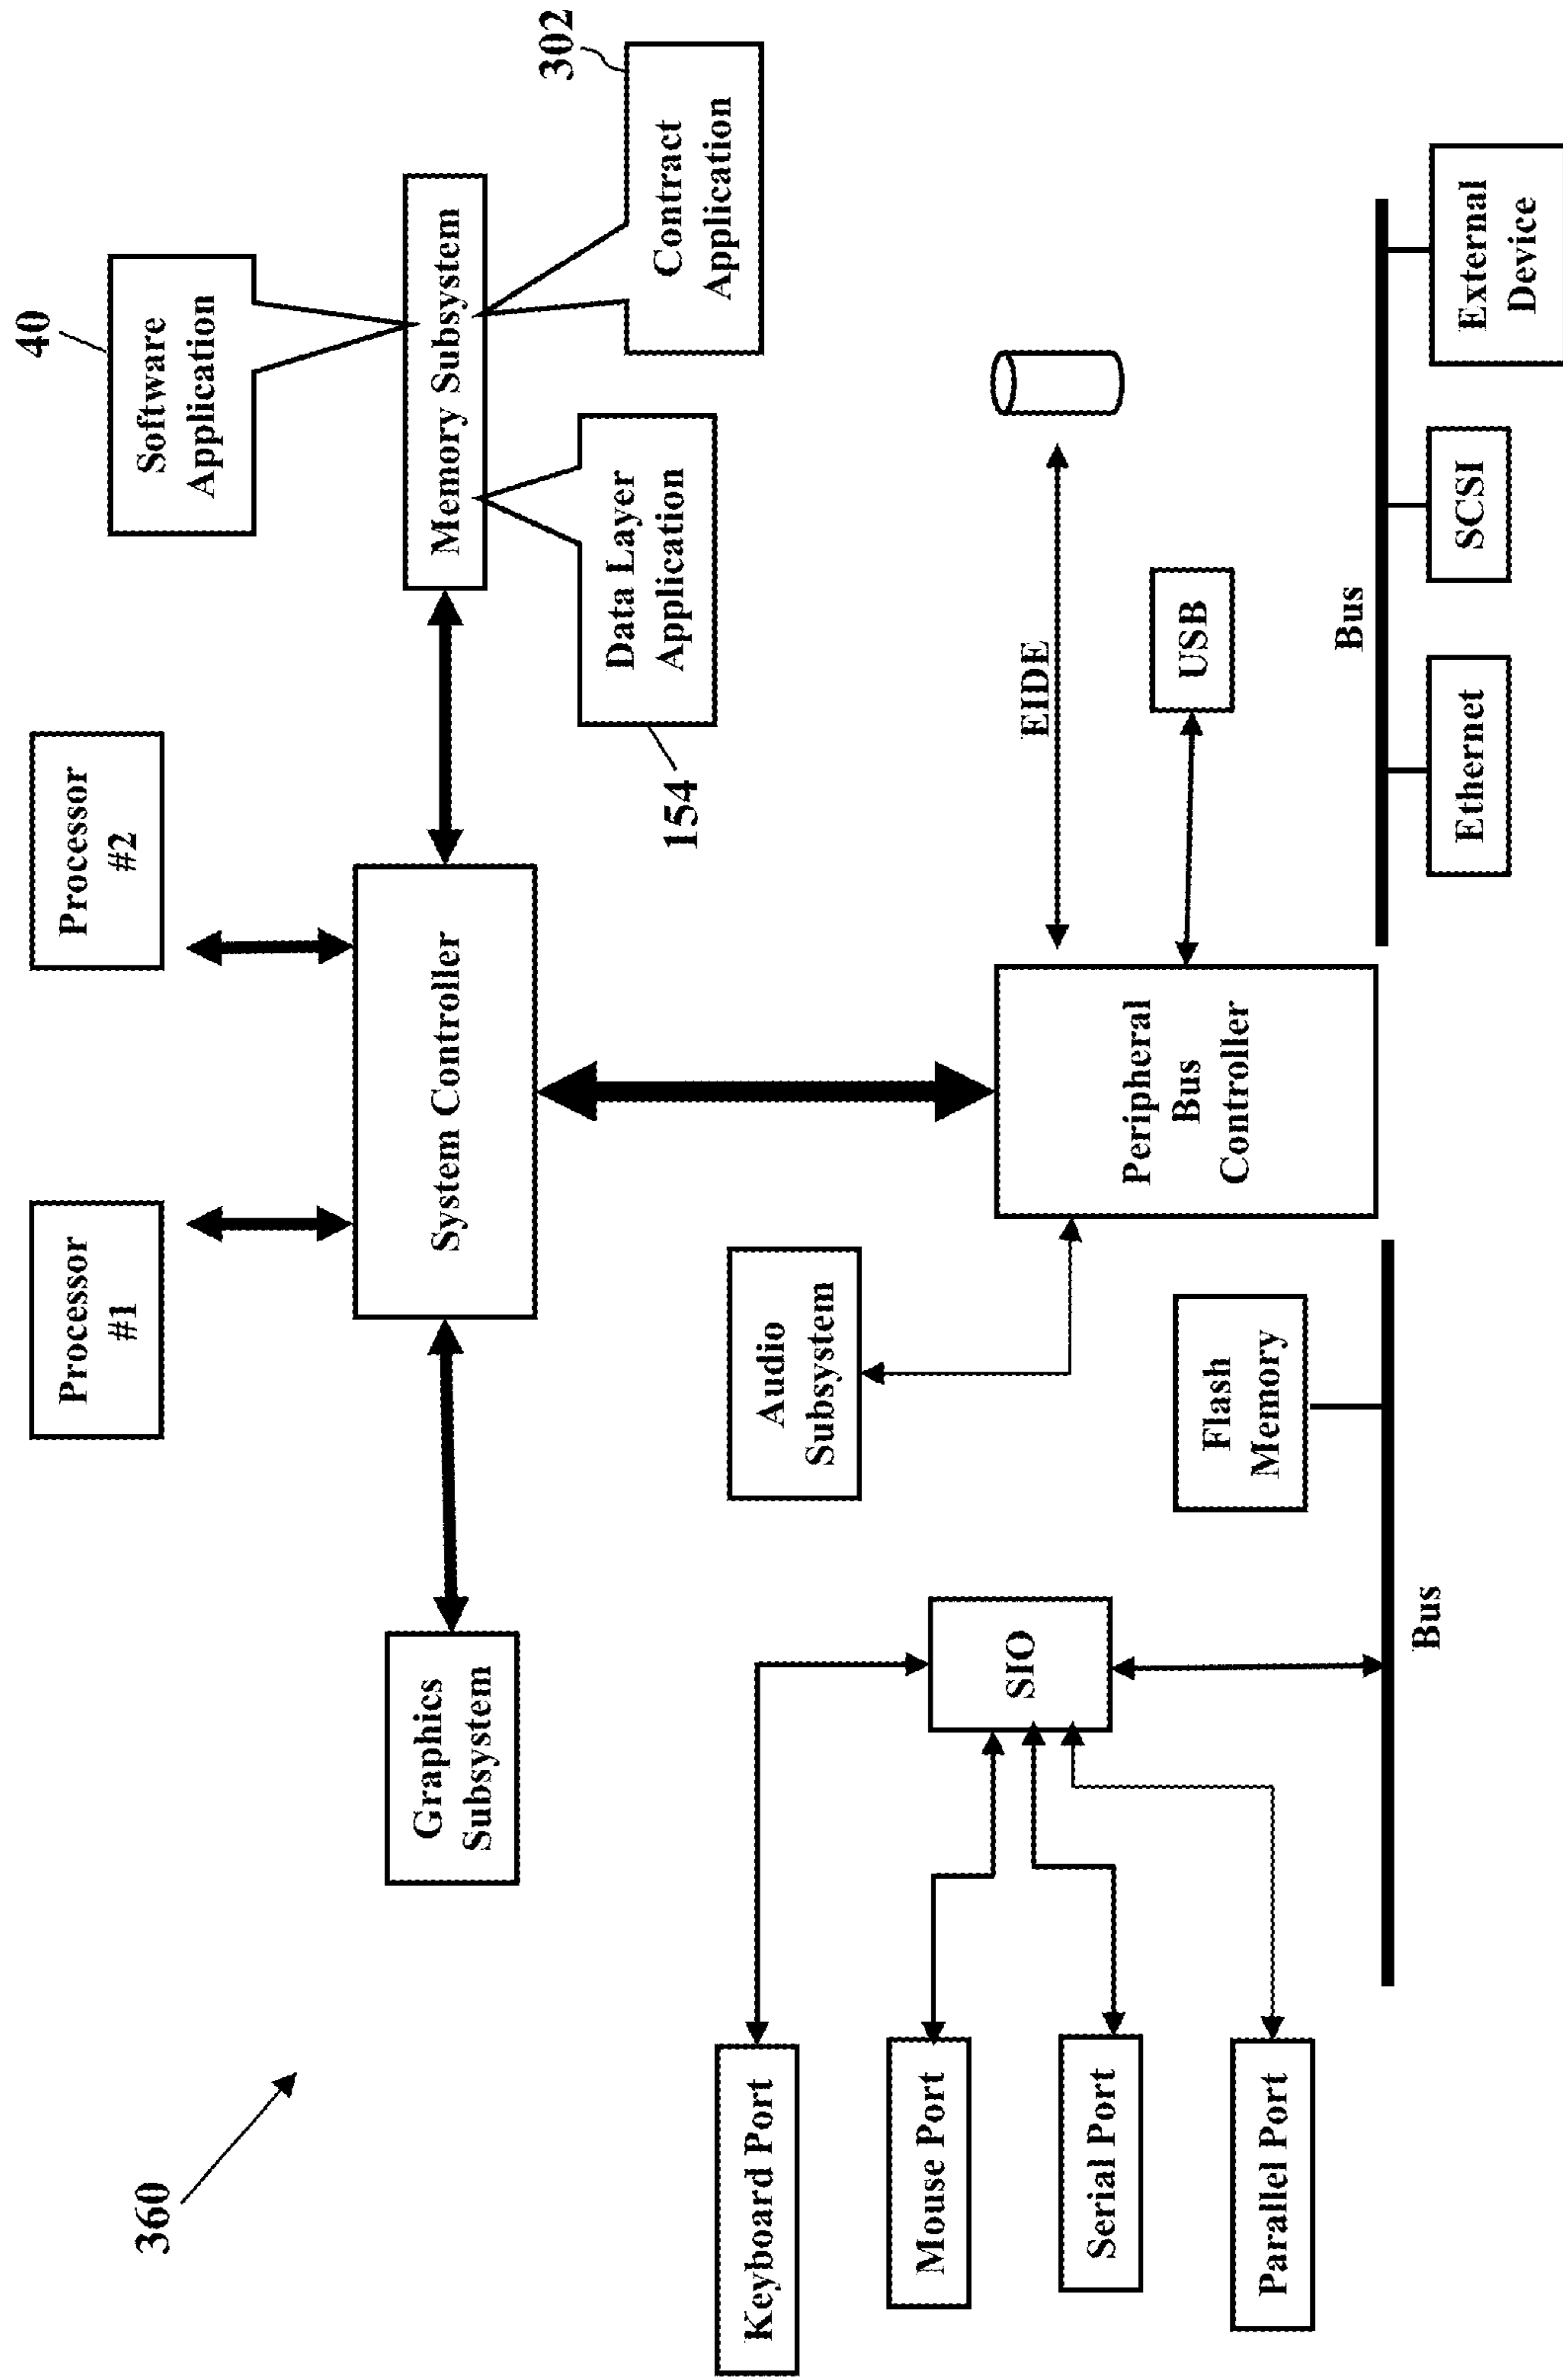 360
Processor
#1
Processor
#2
40
Software
Application
Graphics
Subsystem
System Controller
Memory Subsystem
302
Contract
Application
Data Layer
Application
154
Keyboard Port
Mouse Port
Serial Port
Parallel Port
SIO
Audio
Subsystem
Flash
Memory
Bus
Peripheral
Bus
Controller
EIDE
USB
Bus
Ethernet
SCSI
External
Device